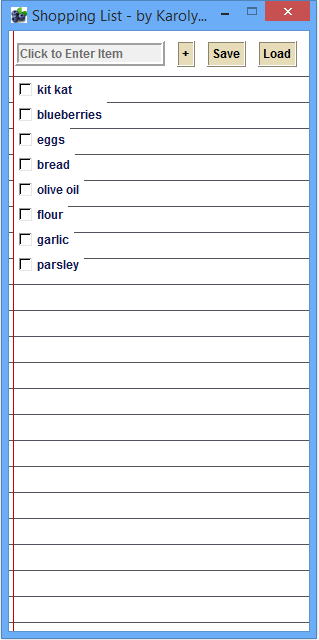 Shopping List - by Karoly...
Click to Enter Item + Save Load
kit kat
blueberries
eggs
bread
olive oil
flour
garlic
parsley